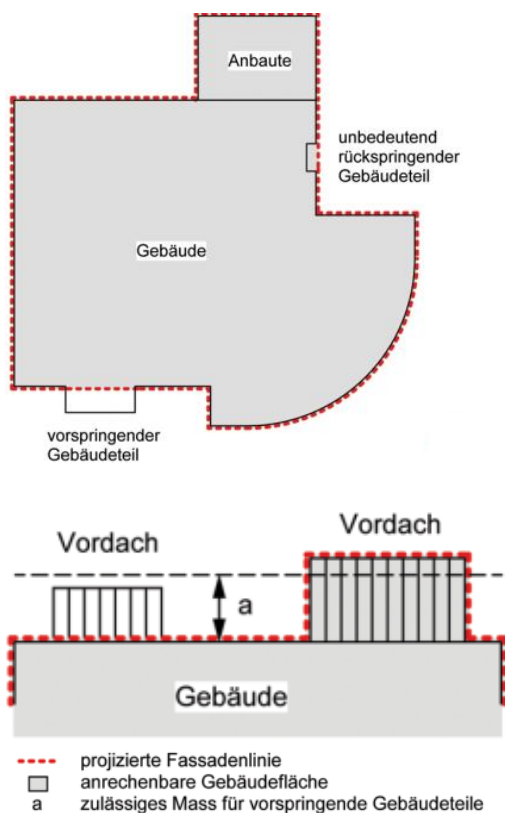 Anbaute
unbedeutend
rückspringender
Gebäudeteil
Gebäude
vorspringender
Gebäudeteil
Vordach
Vordach
a
Gebäude
projizierte Fassadenlinie
anrechenbare Gebäudefläche
a zulässiges Mass für vorspringende Gebäudeteile